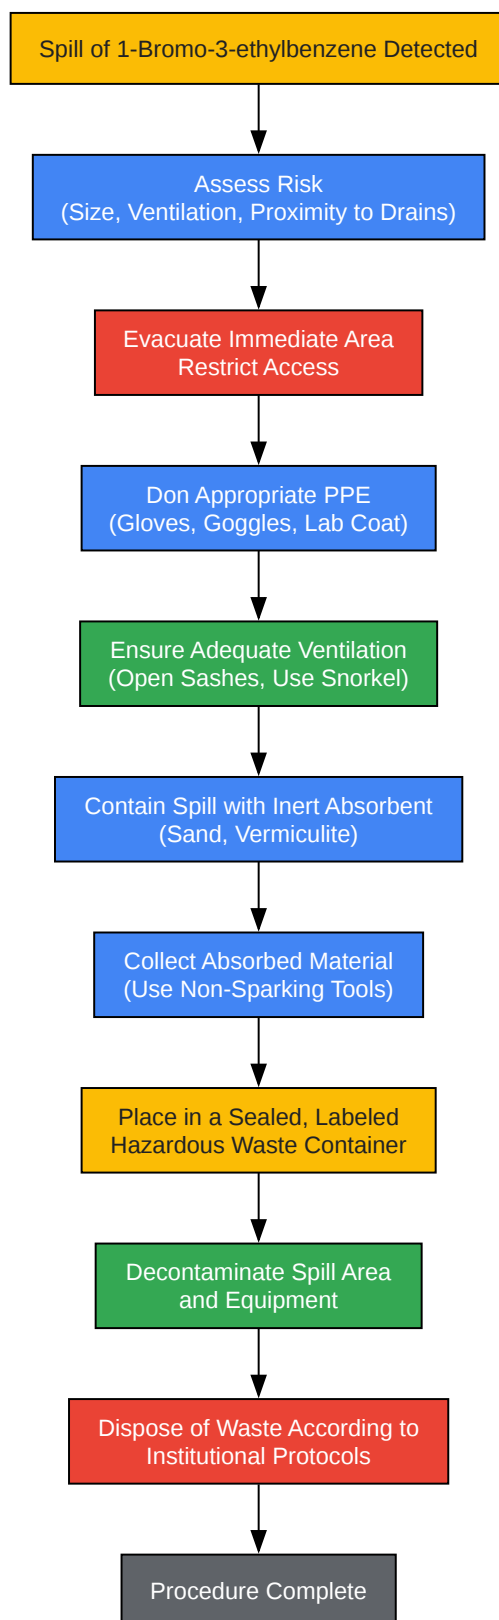 Spill of 1-Bromo-3-ethylbenzene Detected
Assess Risk
(Size, Ventilation, Proximity to Drains)
Evacuate Immediate Area
Restrict Access
Don Appropriate PPE
(Gloves, Goggles, Lab Coat)
Ensure Adequate Ventilation
(Open Sashes, Use Snorkel)
Contain Spill with Inert Absorbent
(Sand, Vermiculite)
Collect Absorbed Material
(Use Non-Sparking Tools)
Place in a Sealed, Labeled
Hazardous Waste Container
Decontaminate Spill Area
and Equipment
Dispose of Waste According to
Institutional Protocols
Procedure Complete